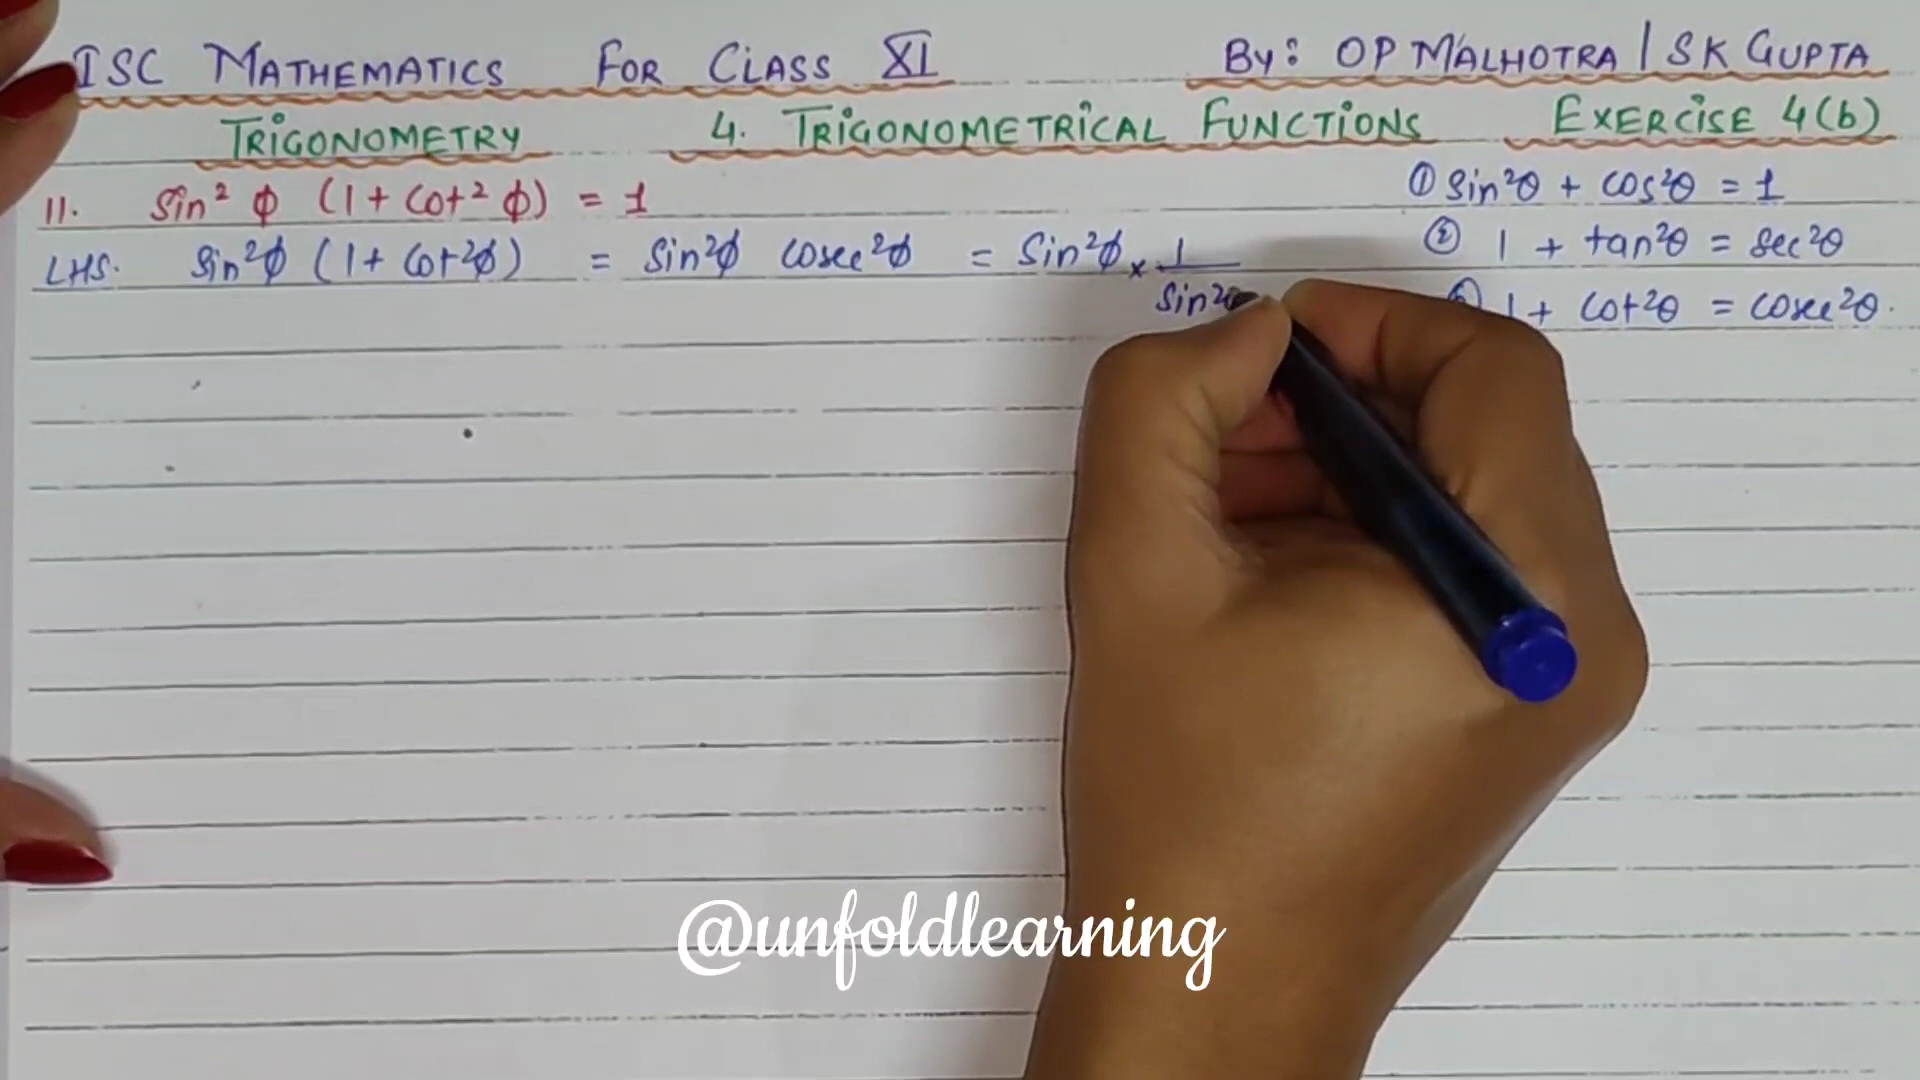 ISC MATHEMATICS FOR CLASS XI BY: OP MALHOTRA | SK GUPTA
TRIGONOMETRY 4. TRIGONOMETRICAL FUNCTIONS EXERCISE 4(b)
11. Sin² ϕ (1 + Cot² ϕ) = 1
① Sin²θ + Cos²θ = 1
LHS. Sin²ϕ (1 + Cot²ϕ) = Sin²ϕ Cosec²ϕ = Sin²ϕ × 1
Sin²
② 1 + tan²θ = Sec²θ
1 + Cot²θ = Cosec²θ.
@unfoldlearning